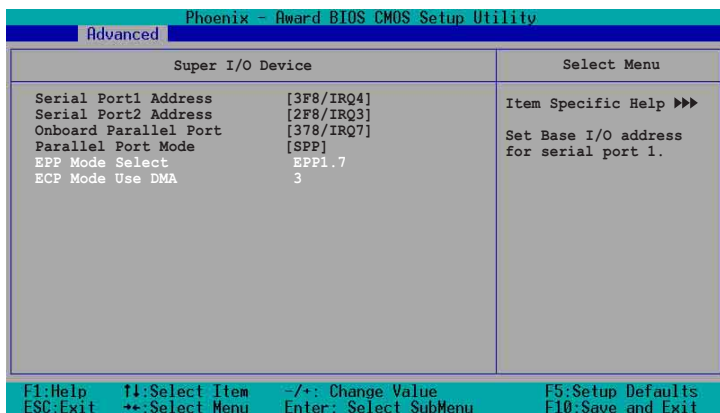 Phoenix - Award BIOS CMOS Setup Utility
Advanced
Super I/O Device
Select Menu
Serial Port1 Address [3F8/IRQ4]
Serial Port2 Address [2F8/IRQ3]
Onboard Parallel Port [378/IRQ7]
Parallel Port Mode [SPP]
EPP Mode Select EPP1.7
ECP Mode Use DMA 3
Item Specific Help ▶▶▶
Set Base I/O address
for serial port 1.
F1:Help ↑↓:Select Item -/+: Change Value F5:Setup Defaults
ESC:Exit →←:Select Menu Enter: Select SubMenu F10:Save and Exit